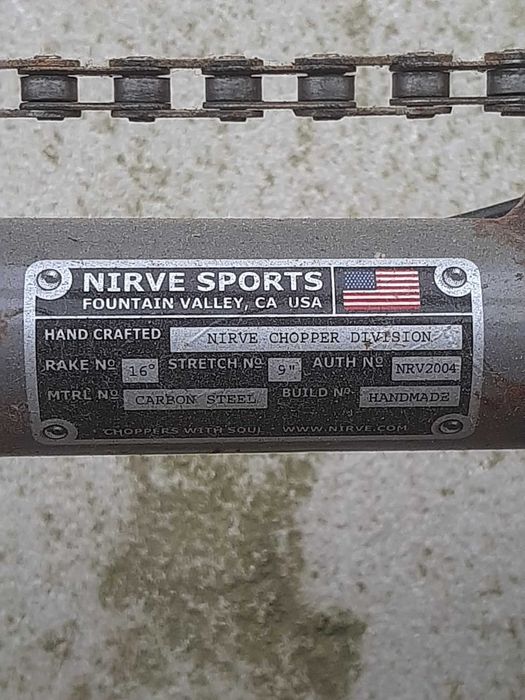 NIRVE SPORTS
FOUNTAIN VALLEY, CA USA
HAND CRAFTED NIRVE CHOPPER DIVISION
RAKE Nº 16° STRETCH Nº 9" AUTH Nº NRV2004
MTRL Nº CARBON STEEL BUILD Nº HANDMADE
CHOPPERS WITH SOUL · WWW.NIRVE.COM